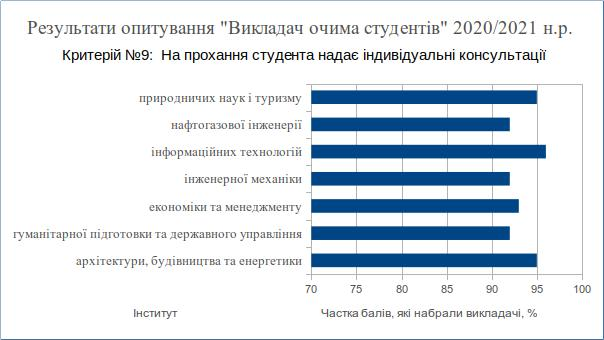 Результати опитування "Викладач очима студентів" 2020/2021 н.р.
Критерій №9: На прохання студента надає індивідуальні консультації
природничих наук і туризму
нафтогазової інженерії
інформаційних технологій
інженерної механіки
економіки та менеджменту
гуманітарної підготовки та державного управління
архітектури, будівництва та енергетики
70 75 80 85 90 95 100
Інститут
Частка балів, які набрали викладачі, %